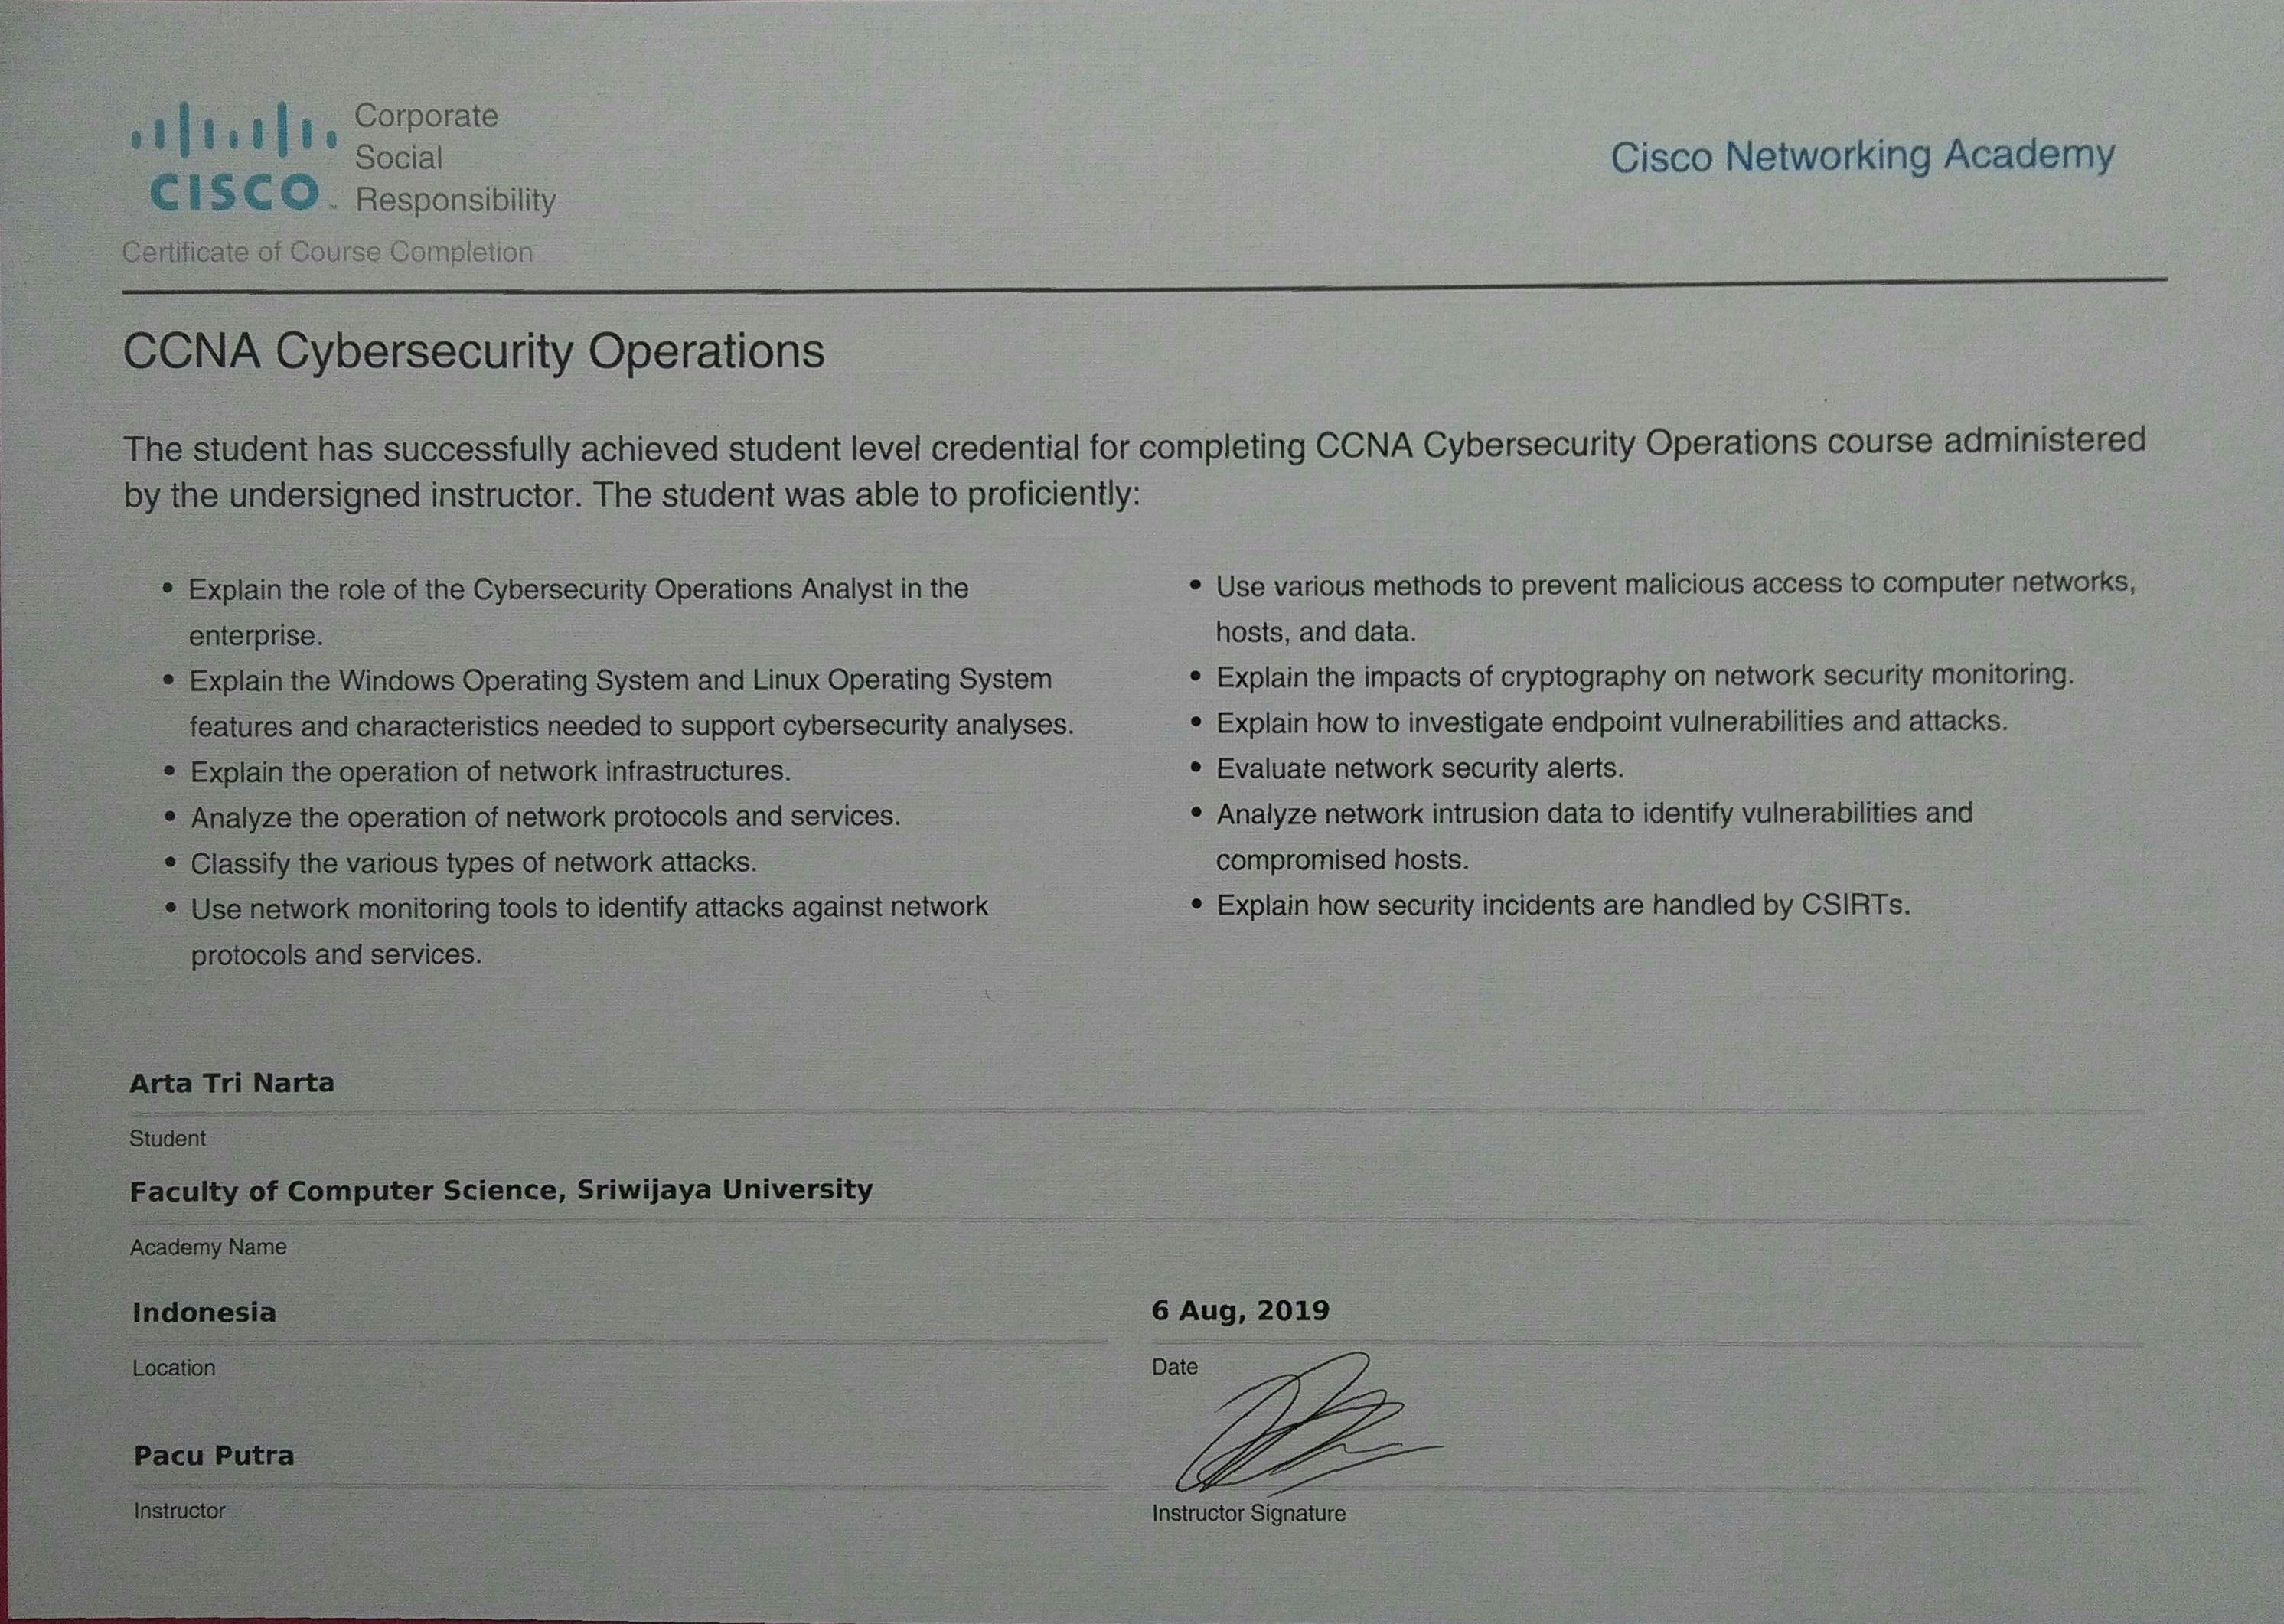 Corporate
Social
CISCO™ Responsibility
Cisco Networking Academy
Certificate of Course Completion
CCNA Cybersecurity Operations
The student has successfully achieved student level credential for completing CCNA Cybersecurity Operations course administered
by the undersigned instructor. The student was able to proficiently:
• Explain the role of the Cybersecurity Operations Analyst in the
enterprise.
• Explain the Windows Operating System and Linux Operating System
features and characteristics needed to support cybersecurity analyses.
• Explain the operation of network infrastructures.
• Analyze the operation of network protocols and services.
• Classify the various types of network attacks.
• Use network monitoring tools to identify attacks against network
protocols and services.
• Use various methods to prevent malicious access to computer networks,
hosts, and data.
• Explain the impacts of cryptography on network security monitoring.
• Explain how to investigate endpoint vulnerabilities and attacks.
• Evaluate network security alerts.
• Analyze network intrusion data to identify vulnerabilities and
compromised hosts.
• Explain how security incidents are handled by CSIRTs.
Arta Tri Narta
Student
Faculty of Computer Science, Sriwijaya University
Academy Name
Indonesia
Location
6 Aug, 2019
Date
Pacu Putra
Instructor
Instructor Signature